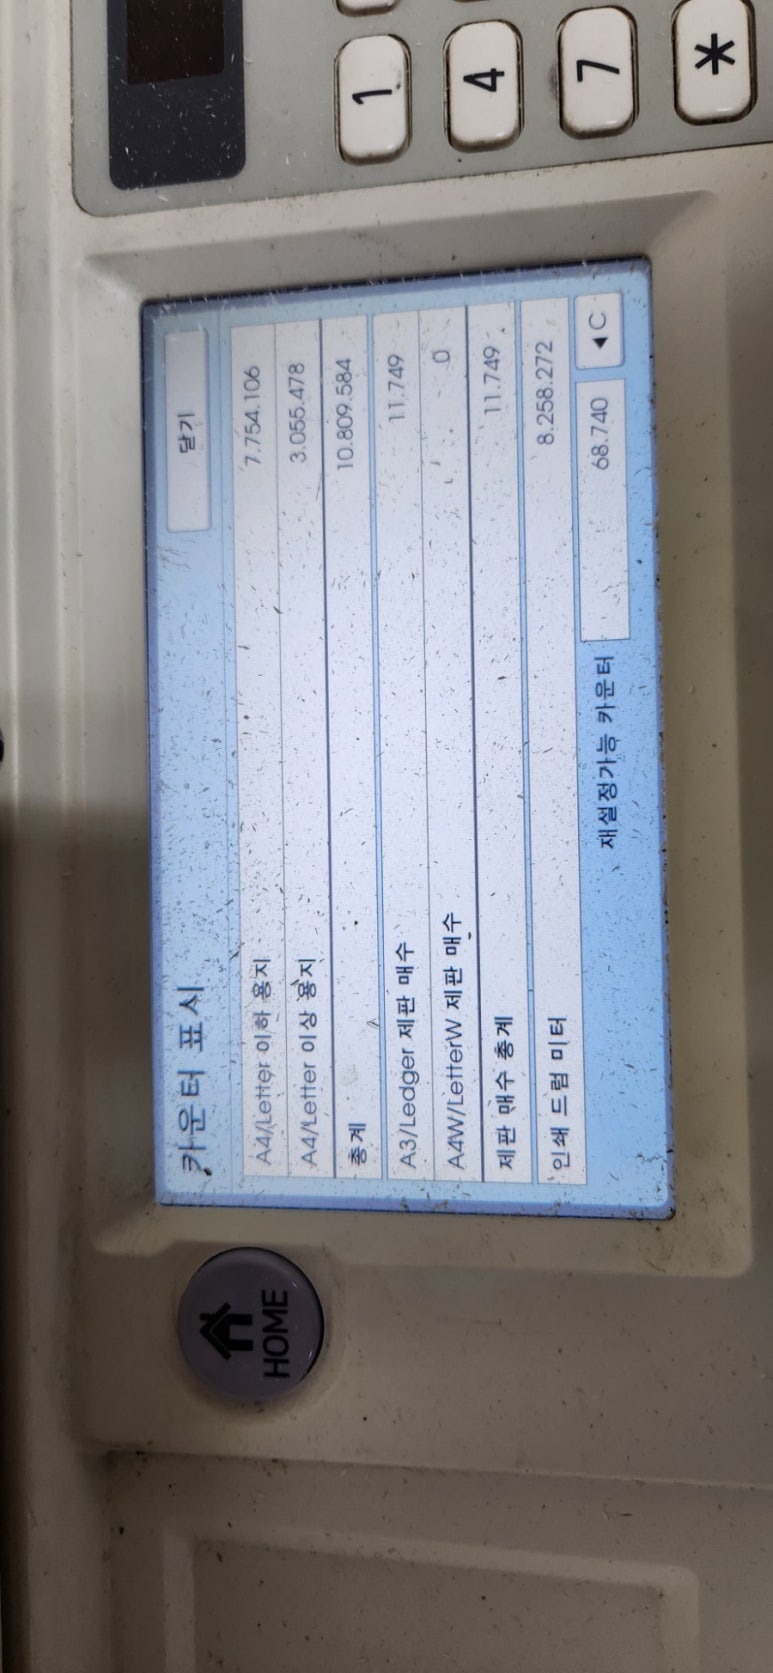 카운터 표시
닫기
A4/Letter 이하 용지 7.754.106
A4/Letter 이상 용지 3.055.478
총계 10.809.584
A3/Ledger 제판 매수 11.749
A4W/LetterW 제판 매수 0
제판 매수 총계 11.749
인쇄 드럼 미터 8.258.272
재설정가능 카운터 68.740 ◀C
HOME
1
4
7
*